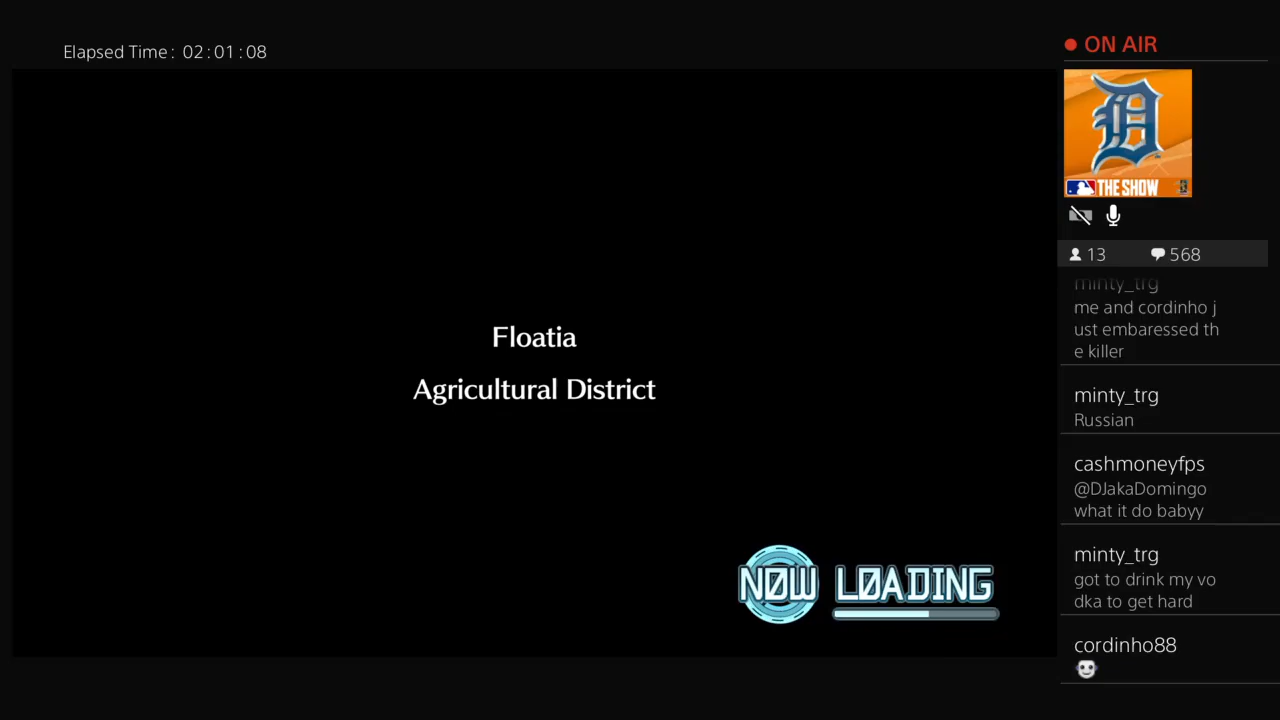 Elapsed Time: 02:01:08
ON AIR
D
THE SHOW
13 568
minty_trg
me and cordinho j
ust embaressed th
e killer
minty_trg
Russian
cashmoneyfps
@DJakaDomingo
what it do babyy
minty_trg
got to drink my vo
dka to get hard
cordinho88
Floatia
Agricultural District
NOW LOADING